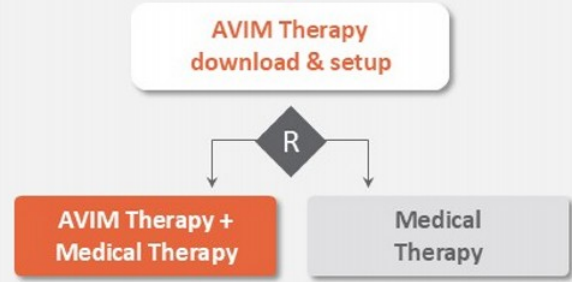 AVIM Therapy
download & setup
R
AVIM Therapy +
Medical Therapy
Medical
Therapy